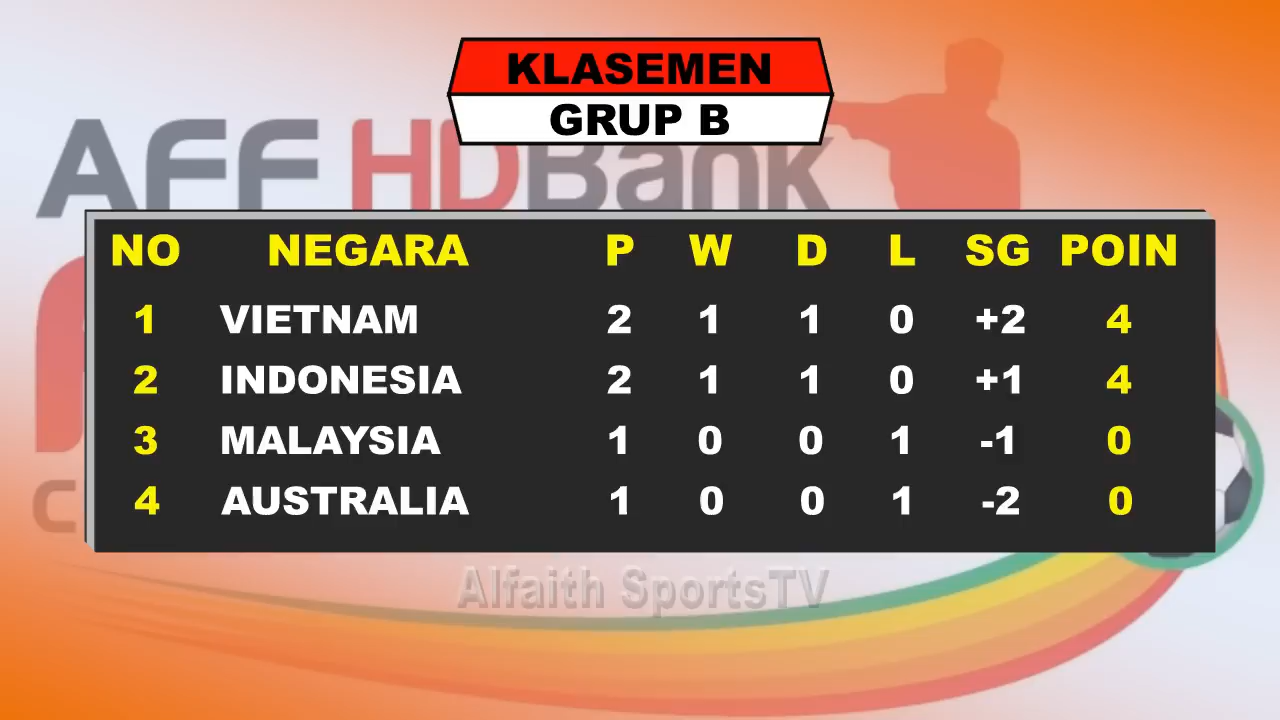 KLASEMEN
GRUP B
AFF HDBank
NO NEGARA P W D L SG POIN
1 VIETNAM 2 1 1 0 +2 4
2 INDONESIA 2 1 1 0 +1 4
3 MALAYSIA 1 0 0 1 -1 0
4 AUSTRALIA 1 0 0 1 -2 0
Alfaith SportsTV